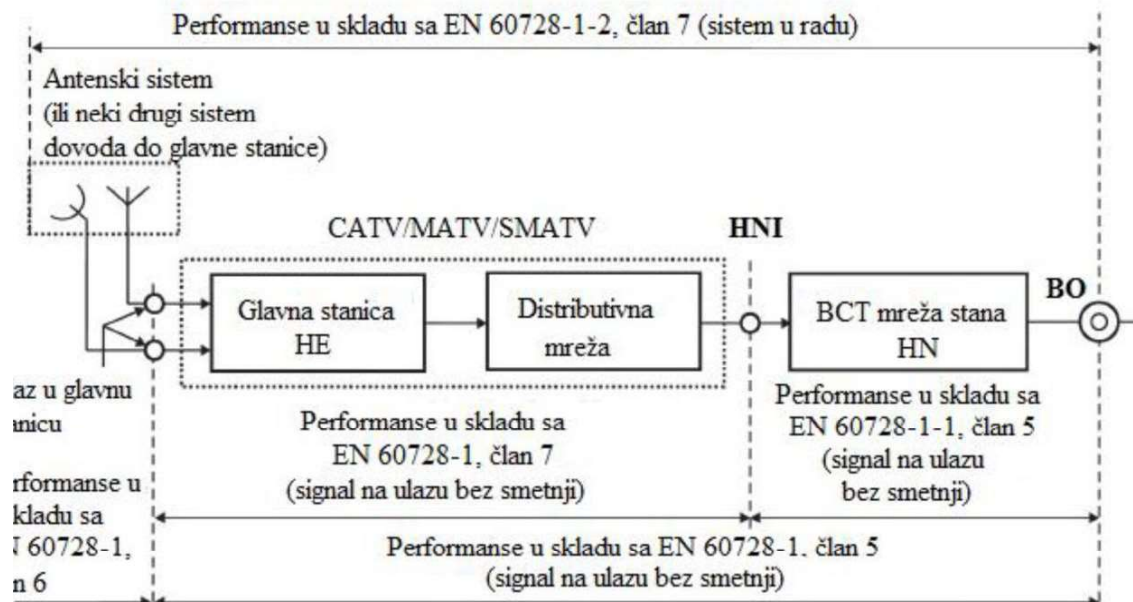 Performanse u skladu sa EN 60728-1-2, član 7 (sistem u radu)
Antenski sistem
(ili neki drugi sistem
dovoda do glavne stanice)
CATV/MATV/SMATV
HNI
Glavna stanica
HE
Distributivna
mreža
BCT mreža stana
HN
BO
az u glavnu
anicu
Performanse u skladu sa
EN 60728-1, član 7
(signal na ulazu bez smetnji)
Performanse u skladu sa
EN 60728-1-1, član 5
(signal na ulazu
bez smetnji)
rformanse u
kladu sa
60728-1,
n 6
Performanse u skladu sa EN 60728-1, član 5
(signal na ulazu bez smetnji)